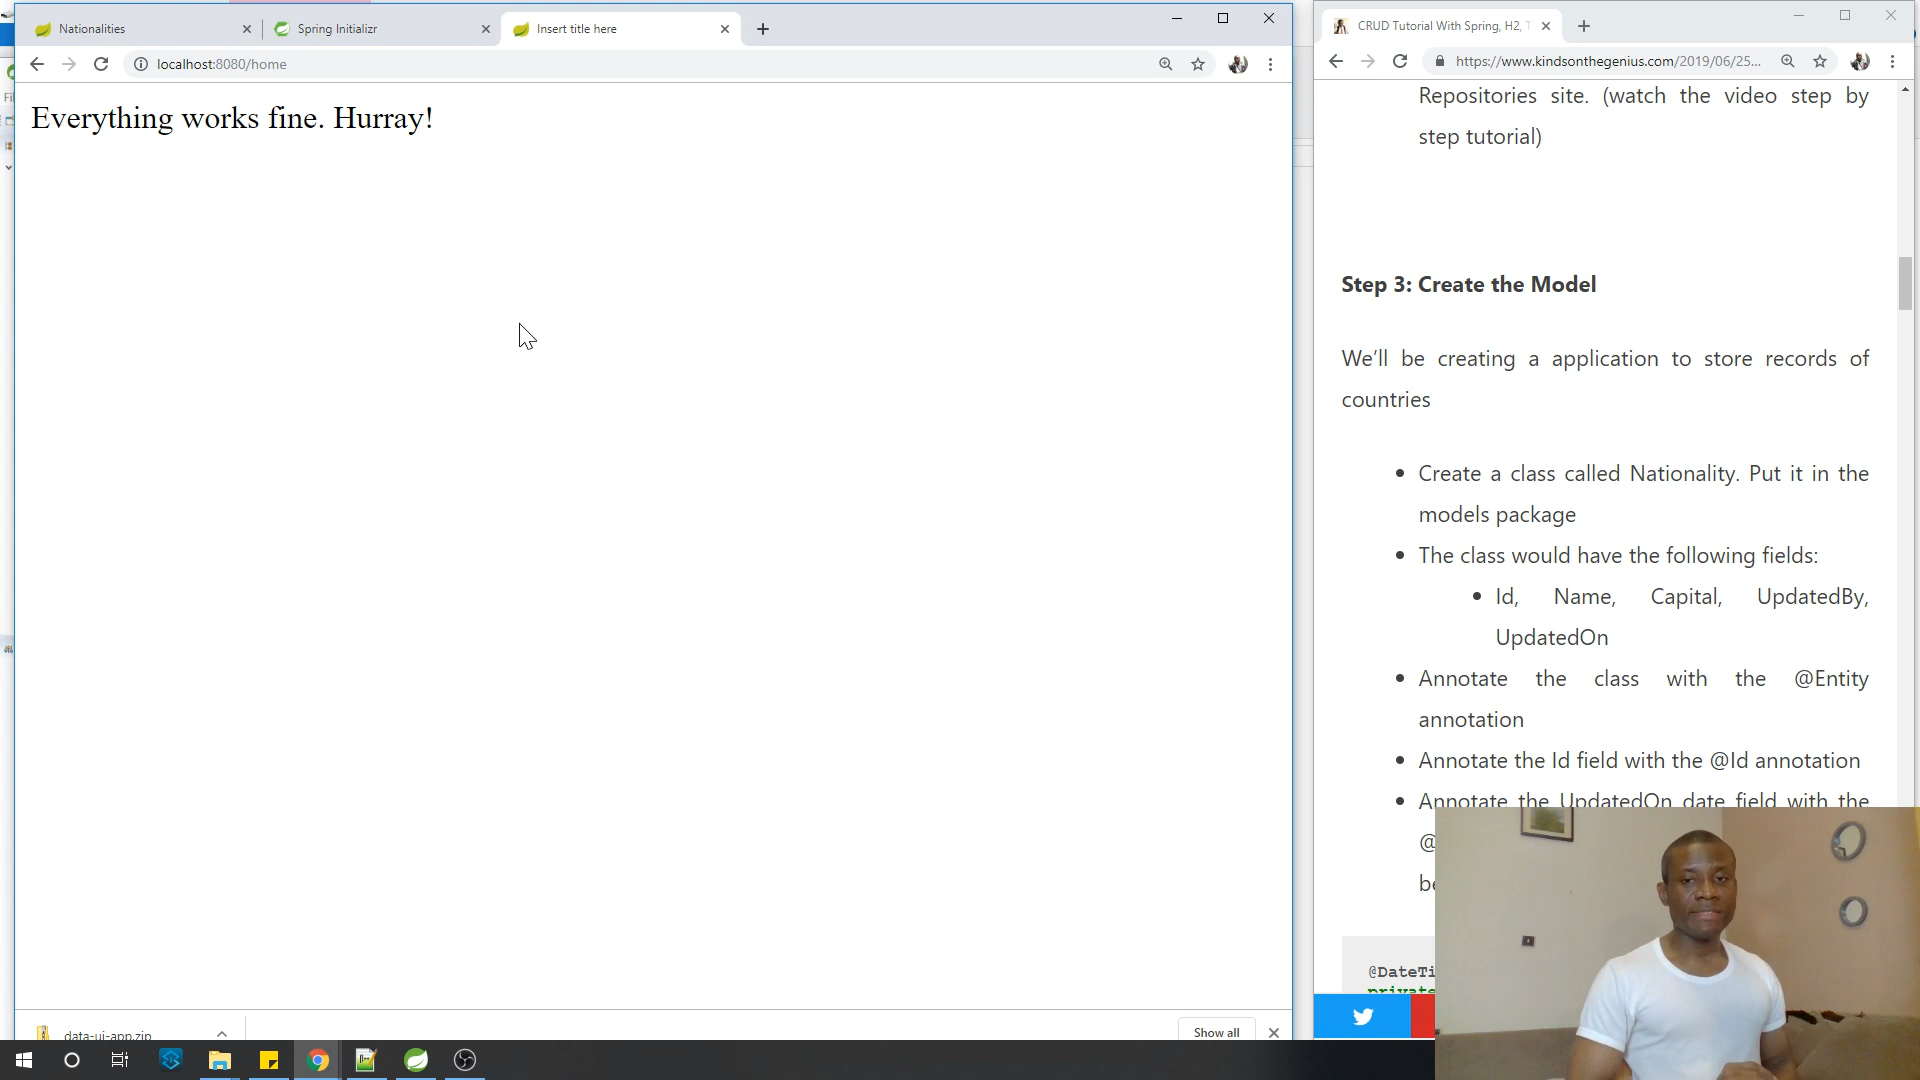 Nationalities
Spring Initializr
Insert title here
localhost:8080/home
Everything works fine. Hurray!
data-ui-app.zip
Show all
CRUD Tutorial With Spring, H2, T
https://www.kindsonthegenius.com/2019/06/25...
Repositories site. (watch the video step by
step tutorial)
Step 3: Create the Model
We'll be creating a application to store records of
countries
Create a class called Nationality. Put it in the
models package
The class would have the following fields:
Id, Name, Capital, UpdatedBy,
UpdatedOn
Annotate the class with the @Entity
annotation
Annotate the Id field with the @Id annotation
Annotate the UpdatedOn date field with the
@
be
@DateTi
private